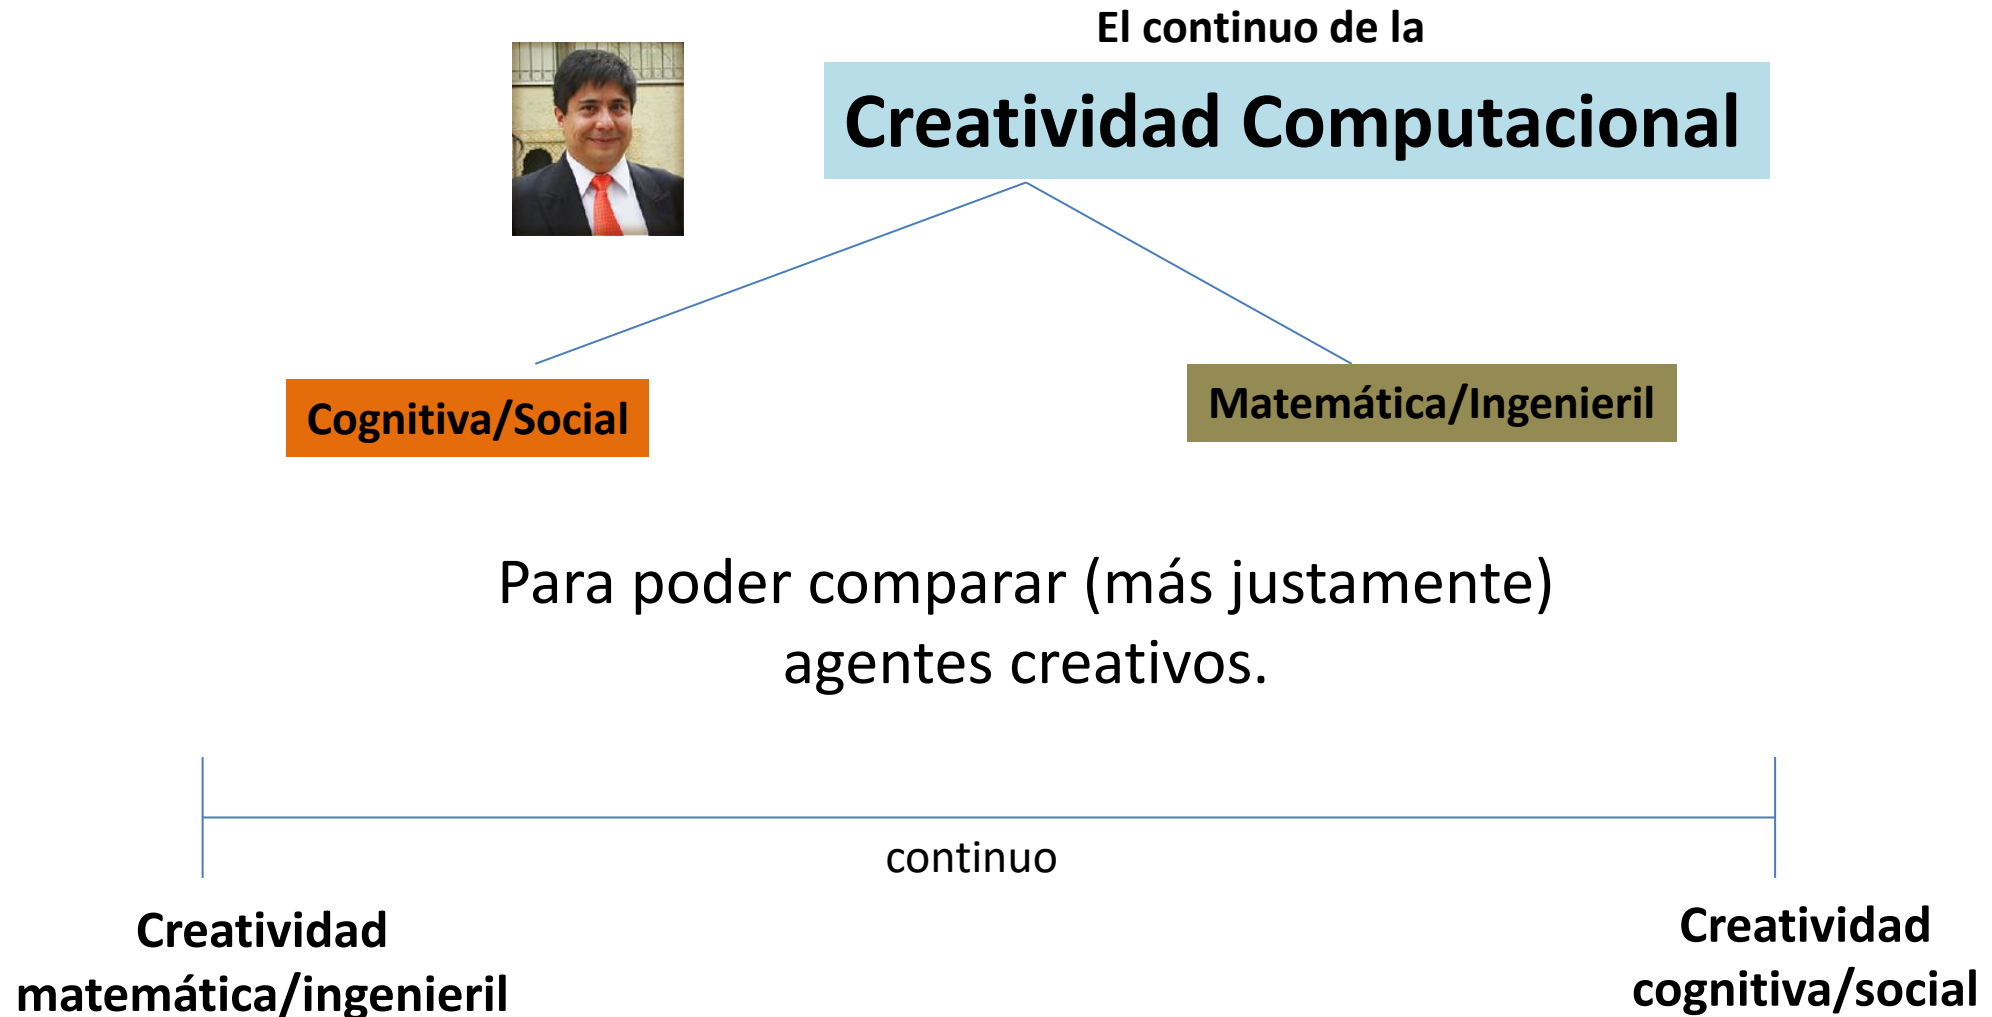 El continuo de la
Creatividad Computacional
Cognitiva/Social
Matemática/Ingenieril
Para poder comparar (más justamente)
agentes creativos.
continuo
Creatividad
matemática/ingenieril
Creatividad
cognitiva/social